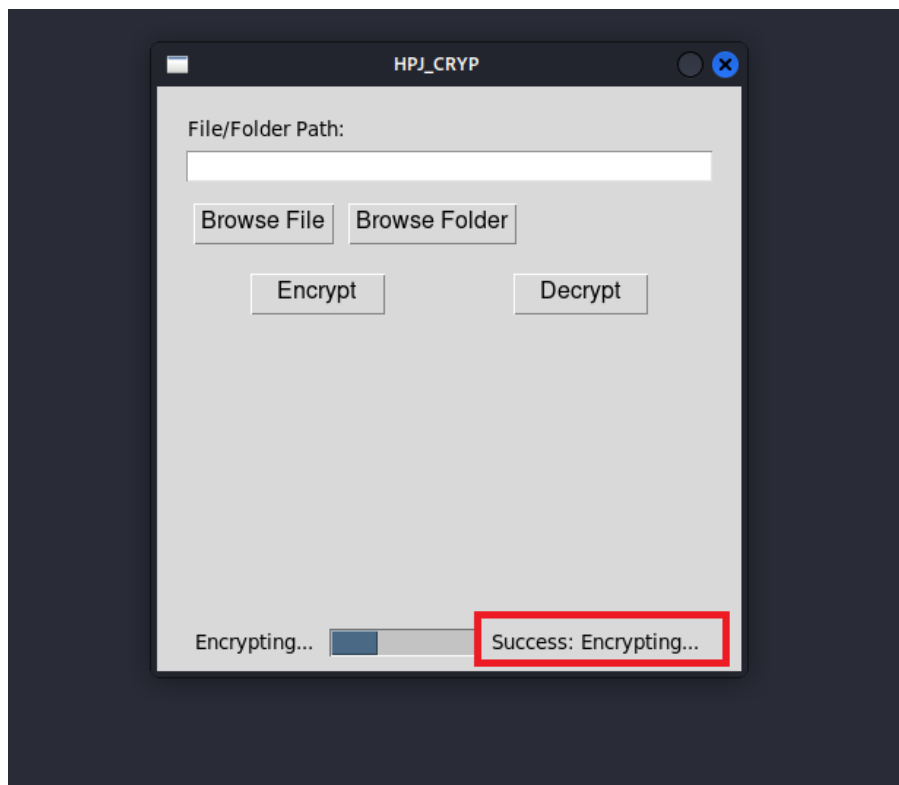 HPJ_CRYP
File/Folder Path:
Browse File Browse Folder
Encrypt Decrypt
Encrypting... Success: Encrypting...